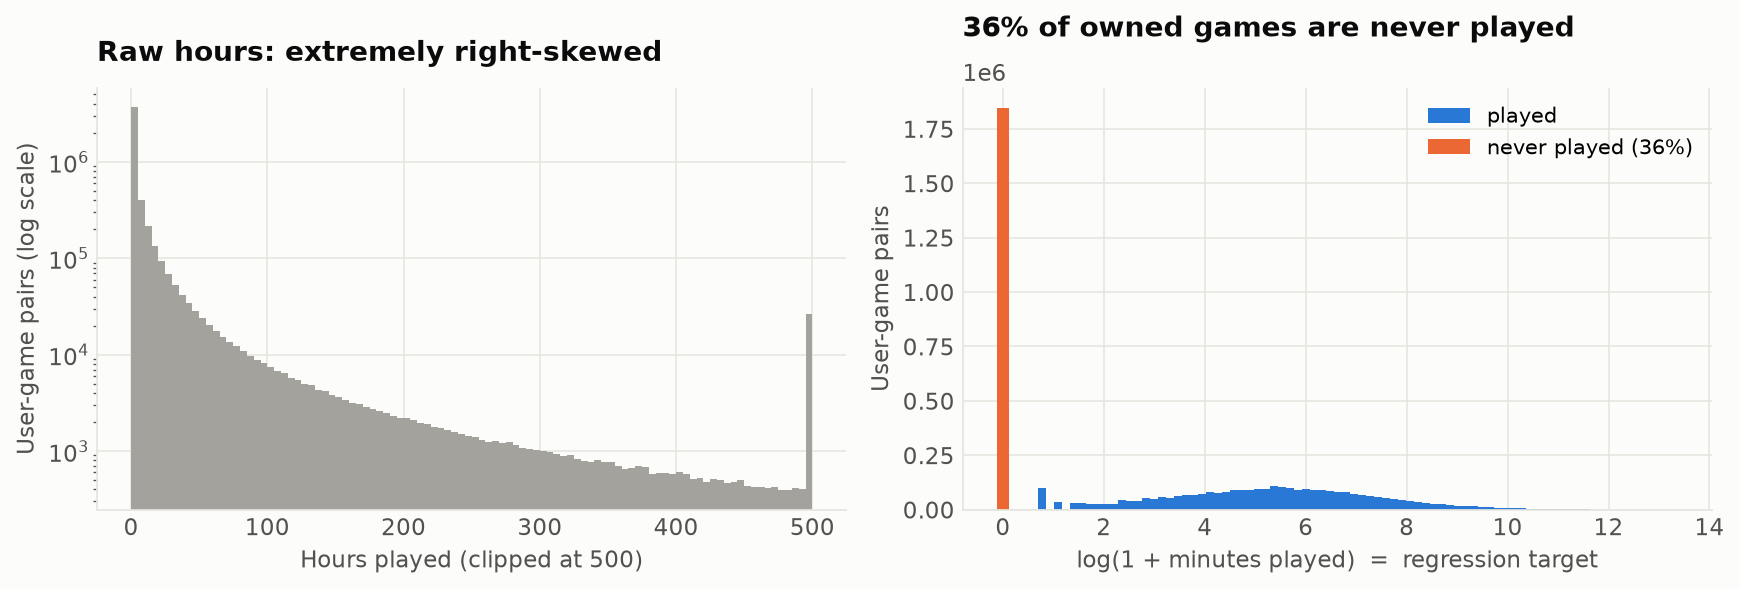 Raw hours: extremely right-skewed
User-game pairs (log scale)
10^6
10^5
10^4
10^3
0 100 200 300 400 500
Hours played (clipped at 500)
36% of owned games are never played
1e6
User-game pairs
1.75
1.50
1.25
1.00
0.75
0.50
0.25
0.00
played
never played (36%)
0 2 4 6 8 10 12 14
log(1 + minutes played) = regression target